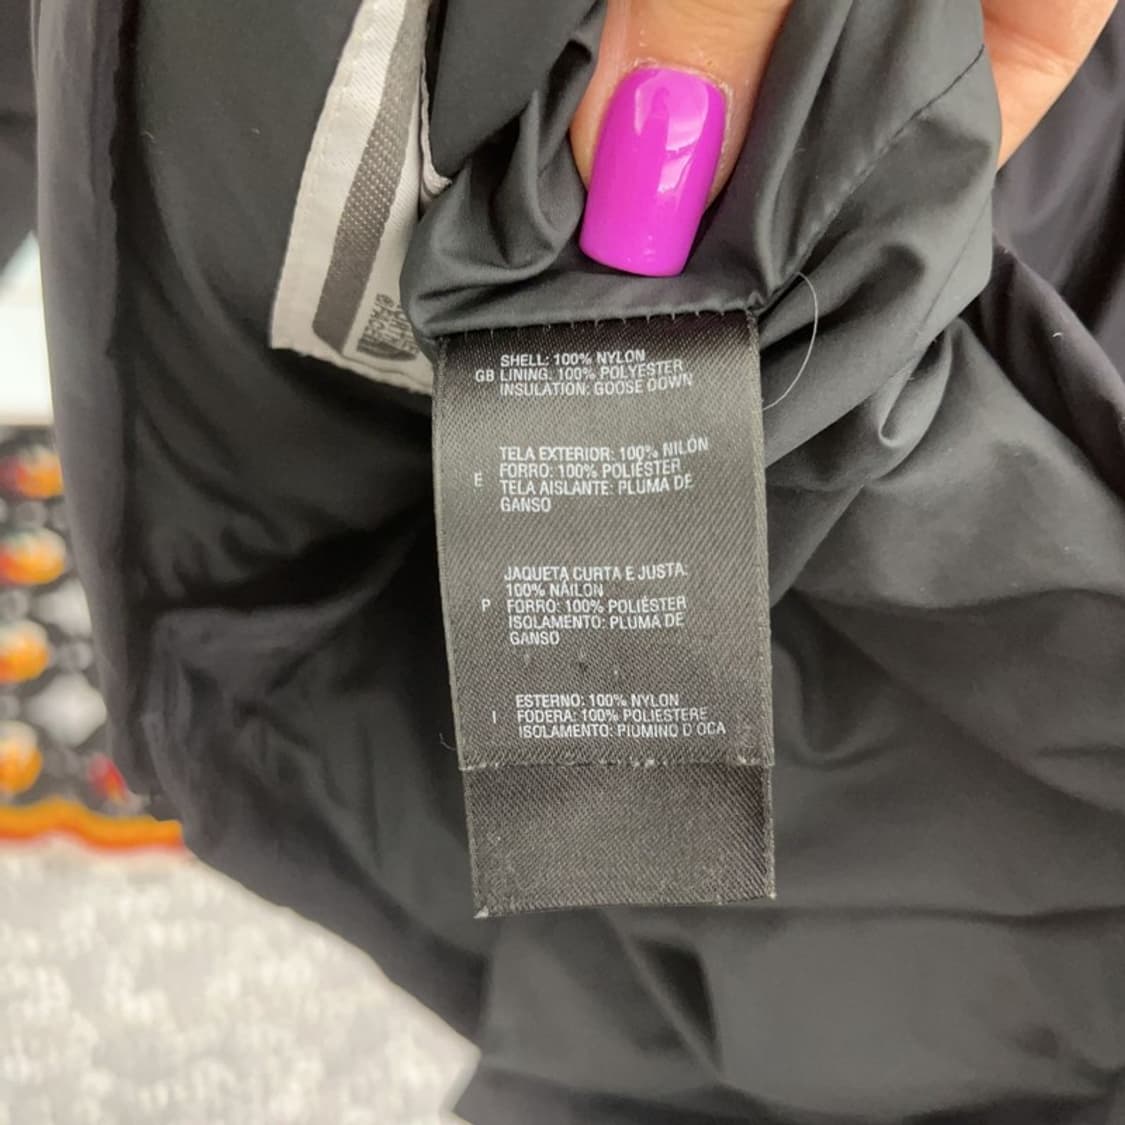 SHELL: 100% NYLON
GB LINING: 100% POLYESTER
INSULATION: GOOSE DOWN
TELA EXTERIOR: 100% NILÓN
FORRO: 100% POLIÉSTER
E TELA AISLANTE: PLUMA DE
GANSO
JAQUETA CURTA E JUSTA:
100% NÁILON
P FORRO: 100% POLIÉSTER
ISOLAMENTO: PLUMA DE
GANSO
ESTERNO: 100% NYLON
I FODERA: 100% POLIESTERE
ISOLAMENTO: PIUMINO D'OCA